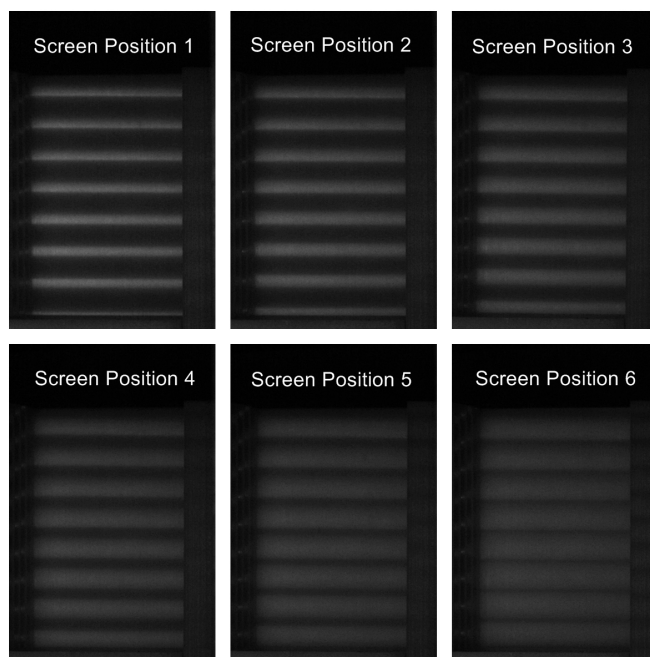 Screen Position 1
Screen Position 2
Screen Position 3
Screen Position 4
Screen Position 5
Screen Position 6